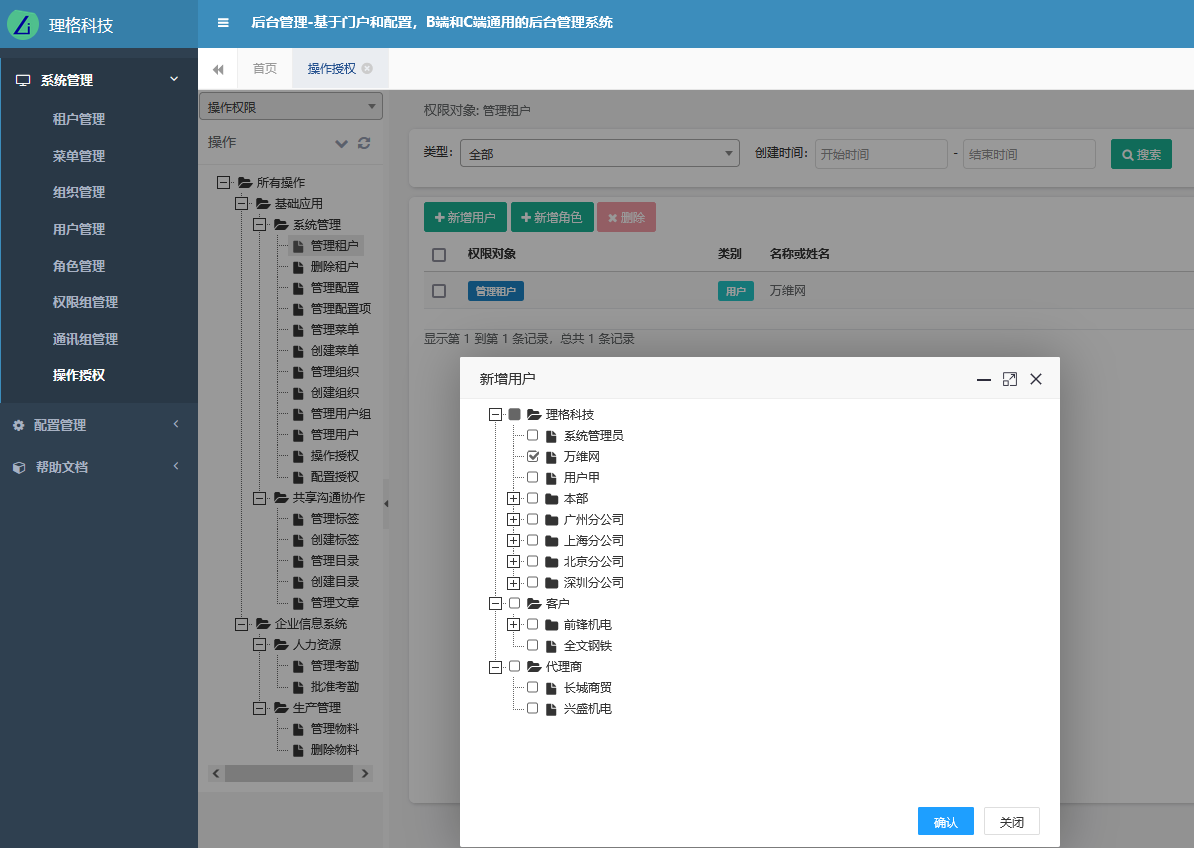 理格科技
后台管理-基于门户和配置，B端和C端通用的后台管理系统
系统管理
租户管理
菜单管理
组织管理
用户管理
角色管理
权限组管理
通讯组管理
操作授权
配置管理
帮助文档
首页
操作授权
操作权限
操作
所有操作
基础应用
系统管理
管理租户
删除租户
管理配置
管理配置项
管理菜单
创建菜单
管理组织
创建组织
管理用户组
管理用户
操作授权
配置授权
共享沟通协作
管理标签
创建标签
管理目录
创建目录
管理文章
企业信息系统
人力资源
管理考勤
批准考勤
生产管理
管理物料
删除物料
权限对象: 管理租户
类型： 全部 创建时间： 开始时间 - 结束时间 搜索
新增用户 新增角色 删除
权限对象 类别 名称或姓名
管理租户 用户 万维网
显示第 1 到第 1 条记录，总共 1 条记录
新增用户
理格科技
系统管理员
万维网
用户甲
本部
广州分公司
上海分公司
北京分公司
深圳分公司
客户
前锋机电
全文钢铁
代理商
长城商贸
兴盛机电
确认 关闭